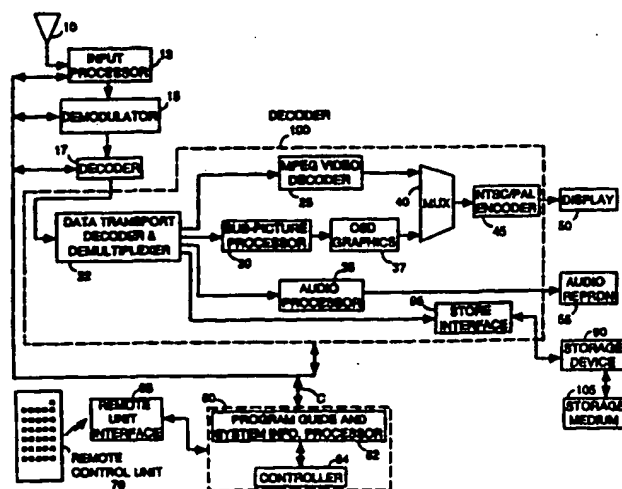 10
INPUT
PROCESSOR
13
DEMODULATOR
15
17
DECODER
DECODER
100
MPEG VIDEO
DECODER
25
40
MUX
NTSC/PAL
ENCODER
45
DISPLAY
50
DATA TRANSPORT
DECODER &
DEMULTIPLEXER
22
SUB-PICTURE
PROCESSOR
30
OSD
GRAPHICS
37
AUDIO
PROCESSOR
35
AUDIO
REPRDN
55
95
STORE
INTERFACE
90
STORAGE
DEVICE
105
STORAGE
MEDIUM
C
60
PROGRAM GUIDE AND
SYSTEM INFO. PROCESSOR
62
64
CONTROLLER
REMOTE
UNIT
INTERFACE
REMOTE
CONTROL UNIT
70